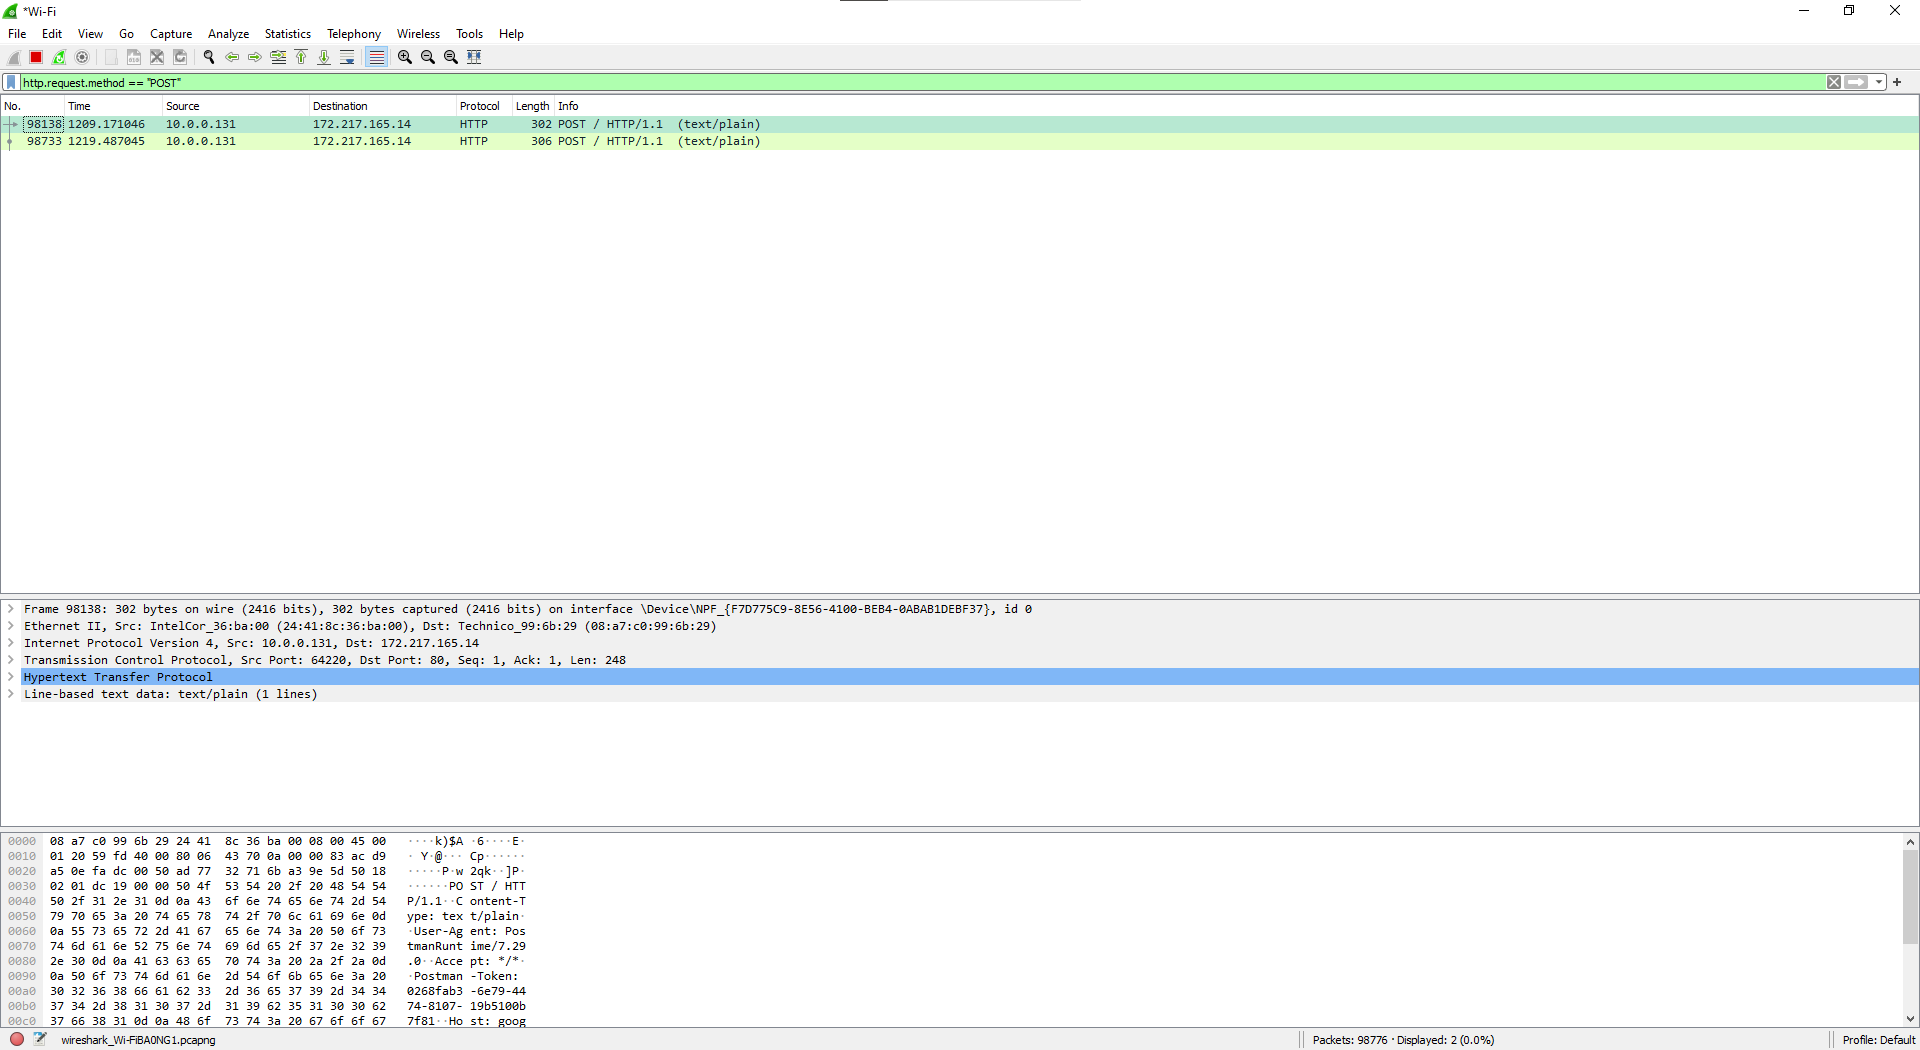 *Wi-Fi
File Edit View Go Capture Analyze Statistics Telephony Wireless Tools Help
http.request.method == "POST"
No. Time Source Destination Protocol Length Info
98138 1209.171046 10.0.0.131 172.217.165.14 HTTP 302 POST / HTTP/1.1 (text/plain)
98733 1219.487045 10.0.0.131 172.217.165.14 HTTP 306 POST / HTTP/1.1 (text/plain)
Frame 98138: 302 bytes on wire (2416 bits), 302 bytes captured (2416 bits) on interface \Device\NPF_{F7D775C9-8E56-4100-BEB4-0ABAB1DEBF37}, id 0
Ethernet II, Src: IntelCor_36:ba:00 (24:41:8c:36:ba:00), Dst: Technico_99:6b:29 (08:a7:c0:99:6b:29)
Internet Protocol Version 4, Src: 10.0.0.131, Dst: 172.217.165.14
Transmission Control Protocol, Src Port: 64220, Dst Port: 80, Seq: 1, Ack: 1, Len: 248
Hypertext Transfer Protocol
Line-based text data: text/plain (1 lines)
0000 08 a7 c0 99 6b 29 24 41 8c 36 ba 00 08 00 45 00 ····k)$A ·6····E·
0010 01 20 59 fd 40 00 80 06 43 70 0a 00 00 83 ac d9 · Y·@··· Cp······
0020 a5 0e fa dc 00 50 ad 77 32 71 6b a3 9e 5d 50 18 ·····P·w 2qk··]P·
0030 02 01 dc 19 00 00 50 4f 53 54 20 2f 20 48 54 54 ······PO ST / HTT
0040 50 2f 31 2e 31 0d 0a 43 6f 6e 74 65 6e 74 2d 54 P/1.1··C ontent-T
0050 79 70 65 3a 20 74 65 78 74 2f 70 6c 61 69 6e 0d ype: tex t/plain·
0060 0a 55 73 65 72 2d 41 67 65 6e 74 3a 20 50 6f 73 ·User-Ag ent: Pos
0070 74 6d 61 6e 52 75 6e 74 69 6d 65 2f 37 2e 32 39 tmanRunt ime/7.29
0080 2e 30 0d 0a 41 63 63 65 70 74 3a 20 2a 2f 2a 0d .0··Acce pt: */*·
0090 0a 50 6f 73 74 6d 61 6e 2d 54 6f 6b 65 6e 3a 20 ·Postman -Token:
00a0 30 32 36 38 66 61 62 33 2d 36 65 37 39 2d 34 34 0268fab3 -6e79-44
00b0 37 34 2d 38 31 30 37 2d 31 39 62 35 31 30 30 62 74-8107- 19b5100b
00c0 37 66 38 31 0d 0a 48 6f 73 74 3a 20 67 6f 6f 67 7f81··Ho st: goog
wireshark_Wi-FiBA0NG1.pcapng Packets: 98776 · Displayed: 2 (0.0%) Profile: Default